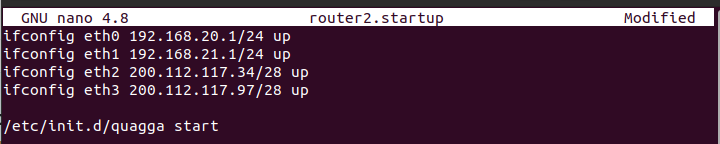 GNU nano 4.8 router2.startup Modified
ifconfig eth0 192.168.20.1/24 up
ifconfig eth1 192.168.21.1/24 up
ifconfig eth2 200.112.117.34/28 up
ifconfig eth3 200.112.117.97/28 up
/etc/init.d/quagga start